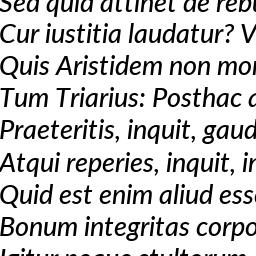 Sed quid attinet de rebu
Cur iustitia laudatur? V
Quis Aristidem non mor
Tum Triarius: Posthac
Praeteritis, inquit, gaud
Atqui reperies, inquit, in
Quid est enim aliud esse
Bonum integritas corpo
Igitur neque stultorum